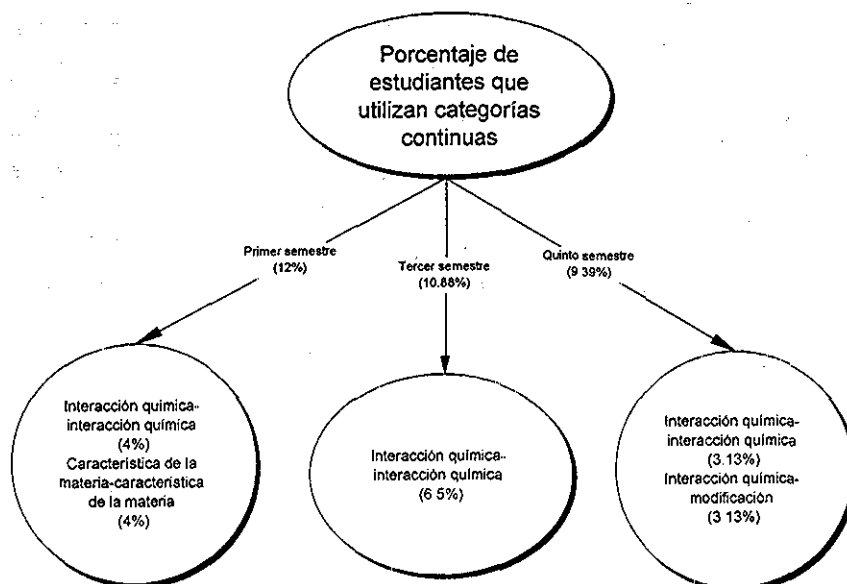 Porcentaje de
estudiantes que
utilizan categorías
continuas
Primer semestre
(12%)
Tercer semestre
(10.88%)
Quinto semestre
(9 39%)
Interacción química-
interacción química
(4%)
Característica de la
materia-característica
de la materia
(4%)
Interacción química-
interacción química
(6 5%)
Interacción química-
interacción química
(3.13%)
Interacción química-
modificación
(3 13%)